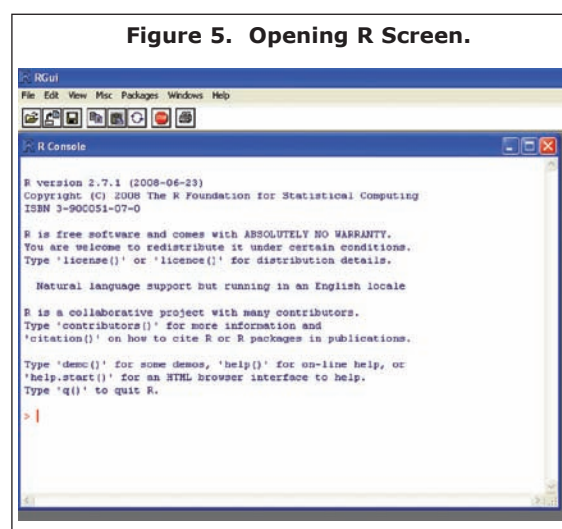 Figure 5. Opening R Screen.
RGui
File Edit View Misc Packages Windows Help
R Console
R version 2.7.1 (2008-06-23)
Copyright (C) 2008 The R Foundation for Statistical Computing
ISBN 3-900051-07-0
R is free software and comes with ABSOLUTELY NO WARRANTY.
You are welcome to redistribute it under certain conditions.
Type 'license()' or 'licence()' for distribution details.
Natural language support but running in an English locale
R is a collaborative project with many contributors.
Type 'contributors()' for more information and
'citation()' on how to cite R or R packages in publications.
Type 'demo()' for some demos, 'help()' for on-line help, or
'help.start()' for an HTML browser interface to help.
Type 'q()' to quit R.
>